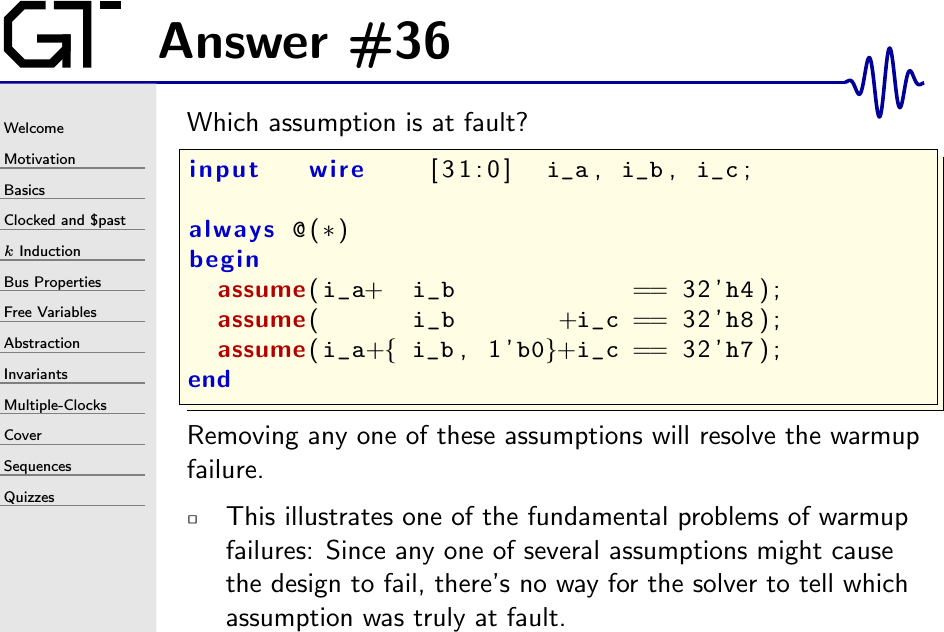 GT
Answer #36
Welcome
Motivation
Basics
Clocked and $past
k Induction
Bus Properties
Free Variables
Abstraction
Invariants
Multiple-Clocks
Cover
Sequences
Quizzes
Which assumption is at fault?
input wire [31:0] i_a, i_b, i_c;
always @(*)
begin
assume(i_a+ i_b == 32'h4);
assume( i_b +i_c == 32'h8);
assume(i_a+{ i_b, 1'b0}+i_c == 32'h7);
end
Removing any one of these assumptions will resolve the warmup
failure.
This illustrates one of the fundamental problems of warmup
failures: Since any one of several assumptions might cause
the design to fail, there's no way for the solver to tell which
assumption was truly at fault.